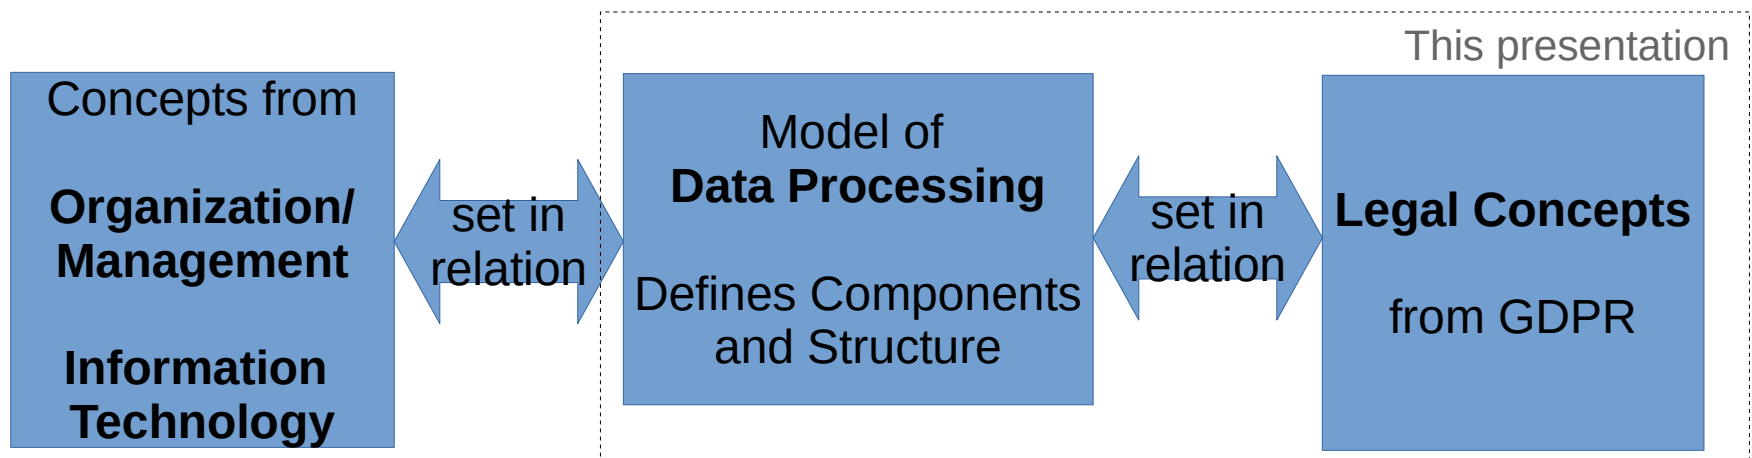 This presentation
Concepts from
Organization/
Management
Information
Technology
set in
relation
Model of
Data Processing
Defines Components
and Structure
set in
relation
Legal Concepts
from GDPR